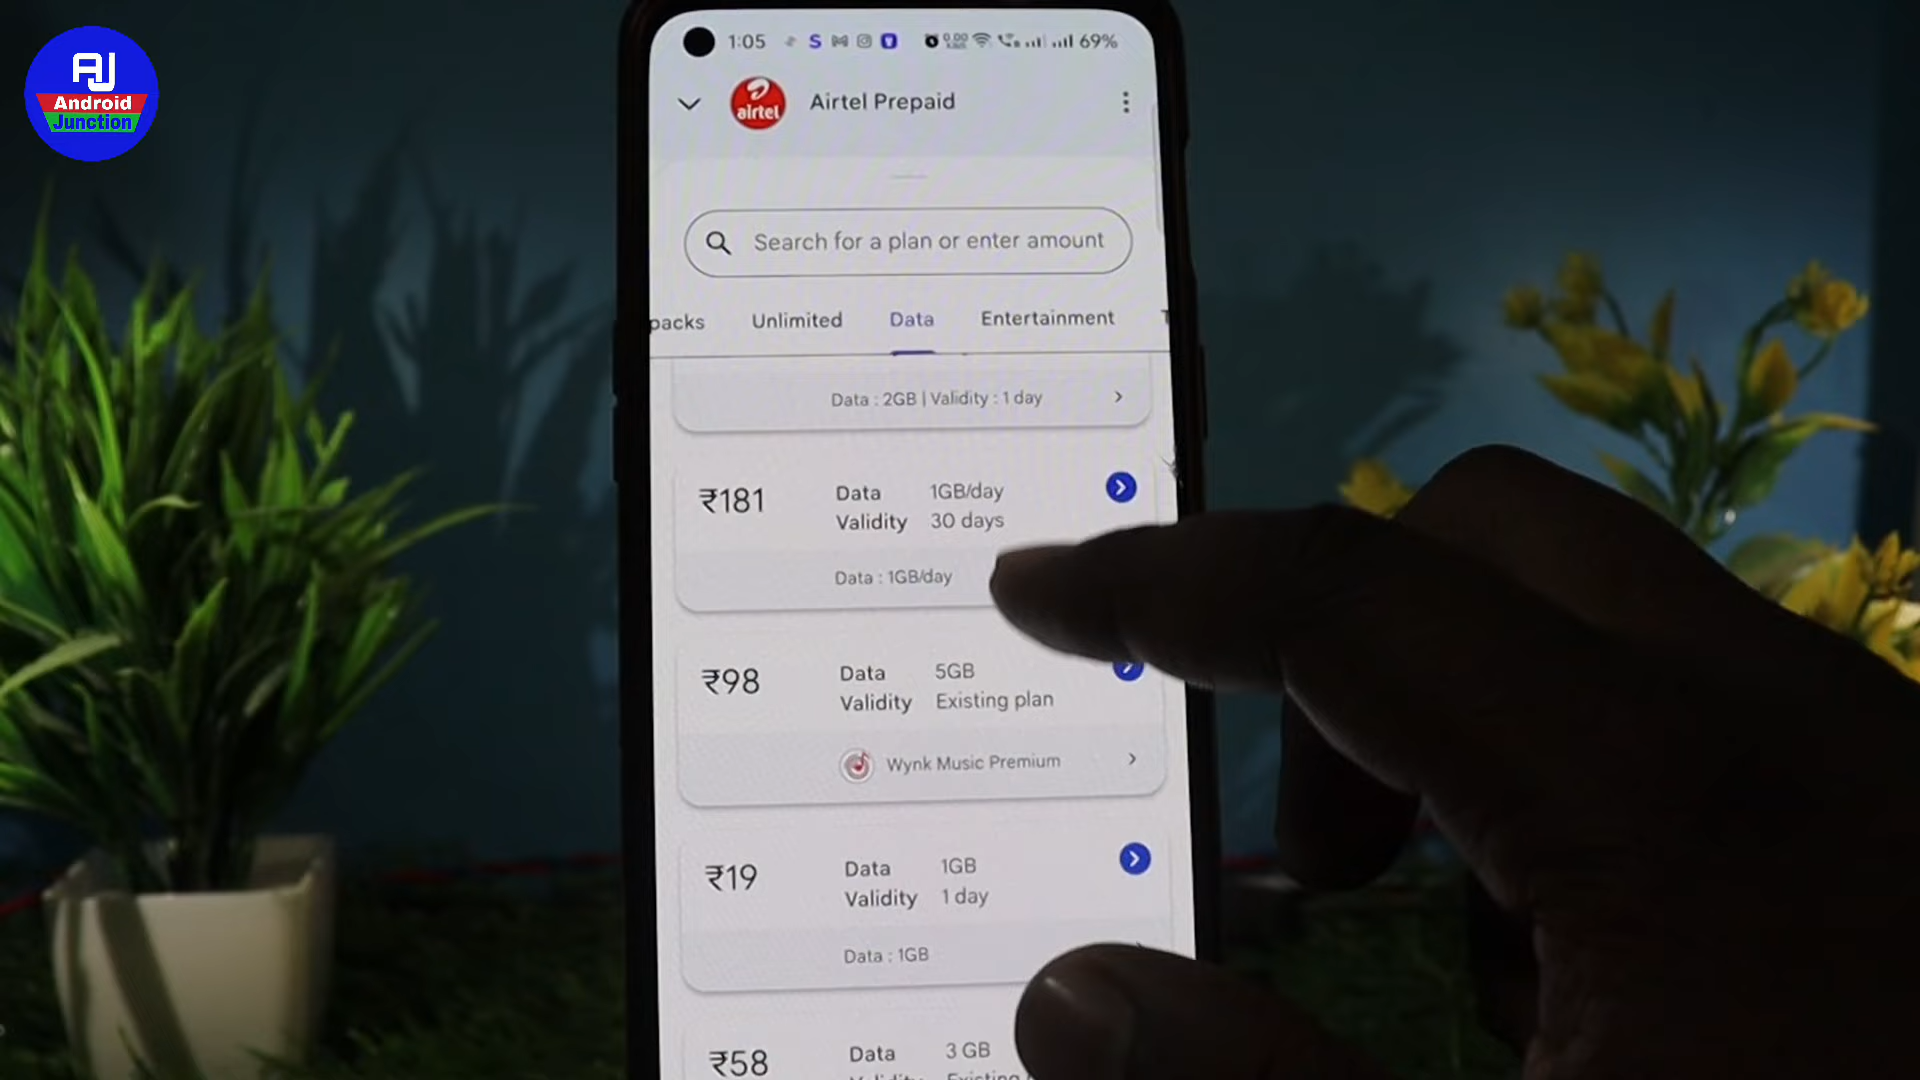 AJ
Android
Junction
1:05
69%
airtel
Airtel Prepaid
Search for a plan or enter amount
packs Unlimited Data Entertainment
Data : 2GB | Validity : 1 day
₹181
Data 1GB/day
Validity 30 days
Data : 1GB/day
₹98
Data 5GB
Validity Existing plan
Wynk Music Premium
₹19
Data 1GB
Validity 1 day
Data : 1GB
₹58
Data 3 GB